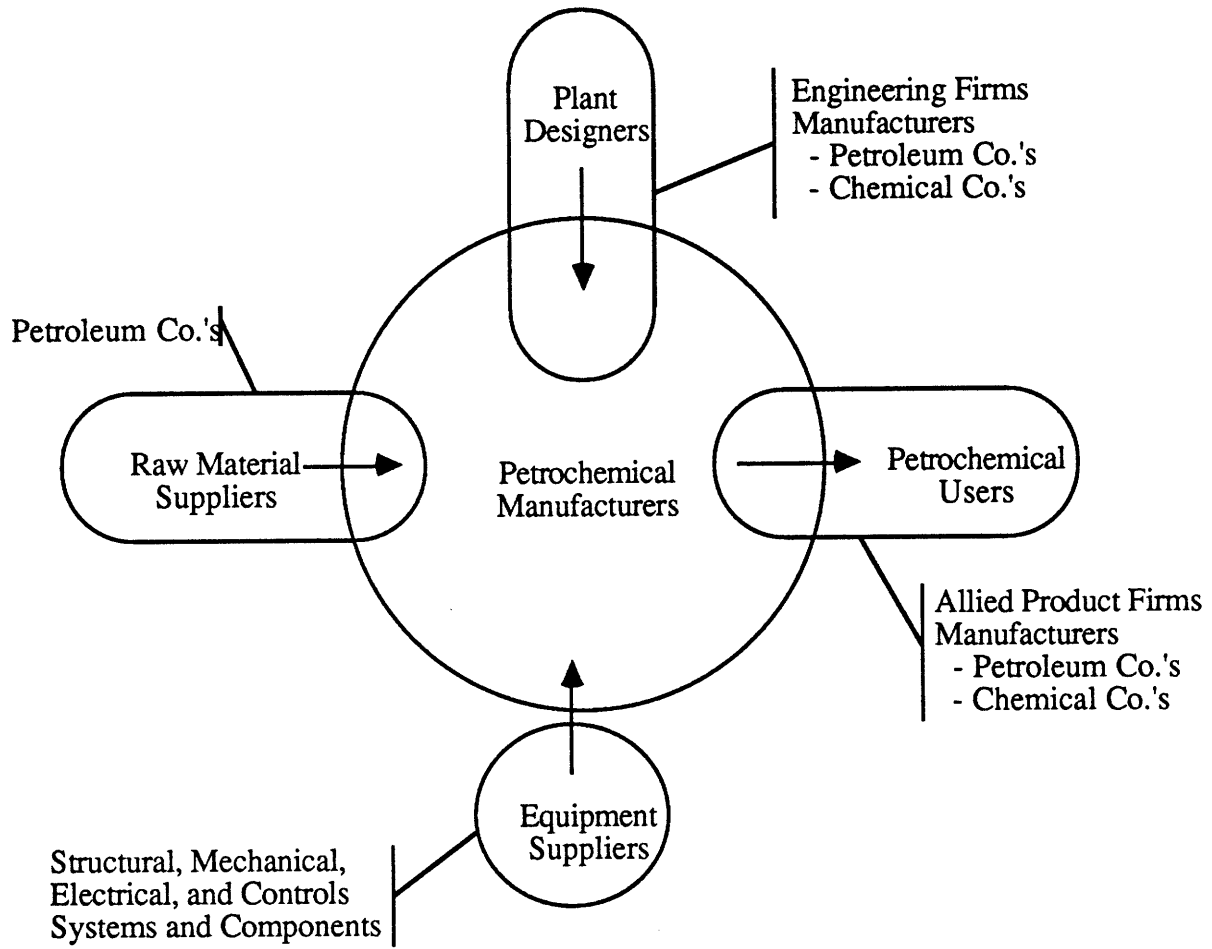 Plant
Designers
Engineering Firms
Manufacturers
- Petroleum Co.'s
- Chemical Co.'s
Petroleum Co.'s
Raw Material
Suppliers
Petrochemical
Manufacturers
Petrochemical
Users
Allied Product Firms
Manufacturers
- Petroleum Co.'s
- Chemical Co.'s
Equipment
Suppliers
Structural, Mechanical,
Electrical, and Controls
Systems and Components